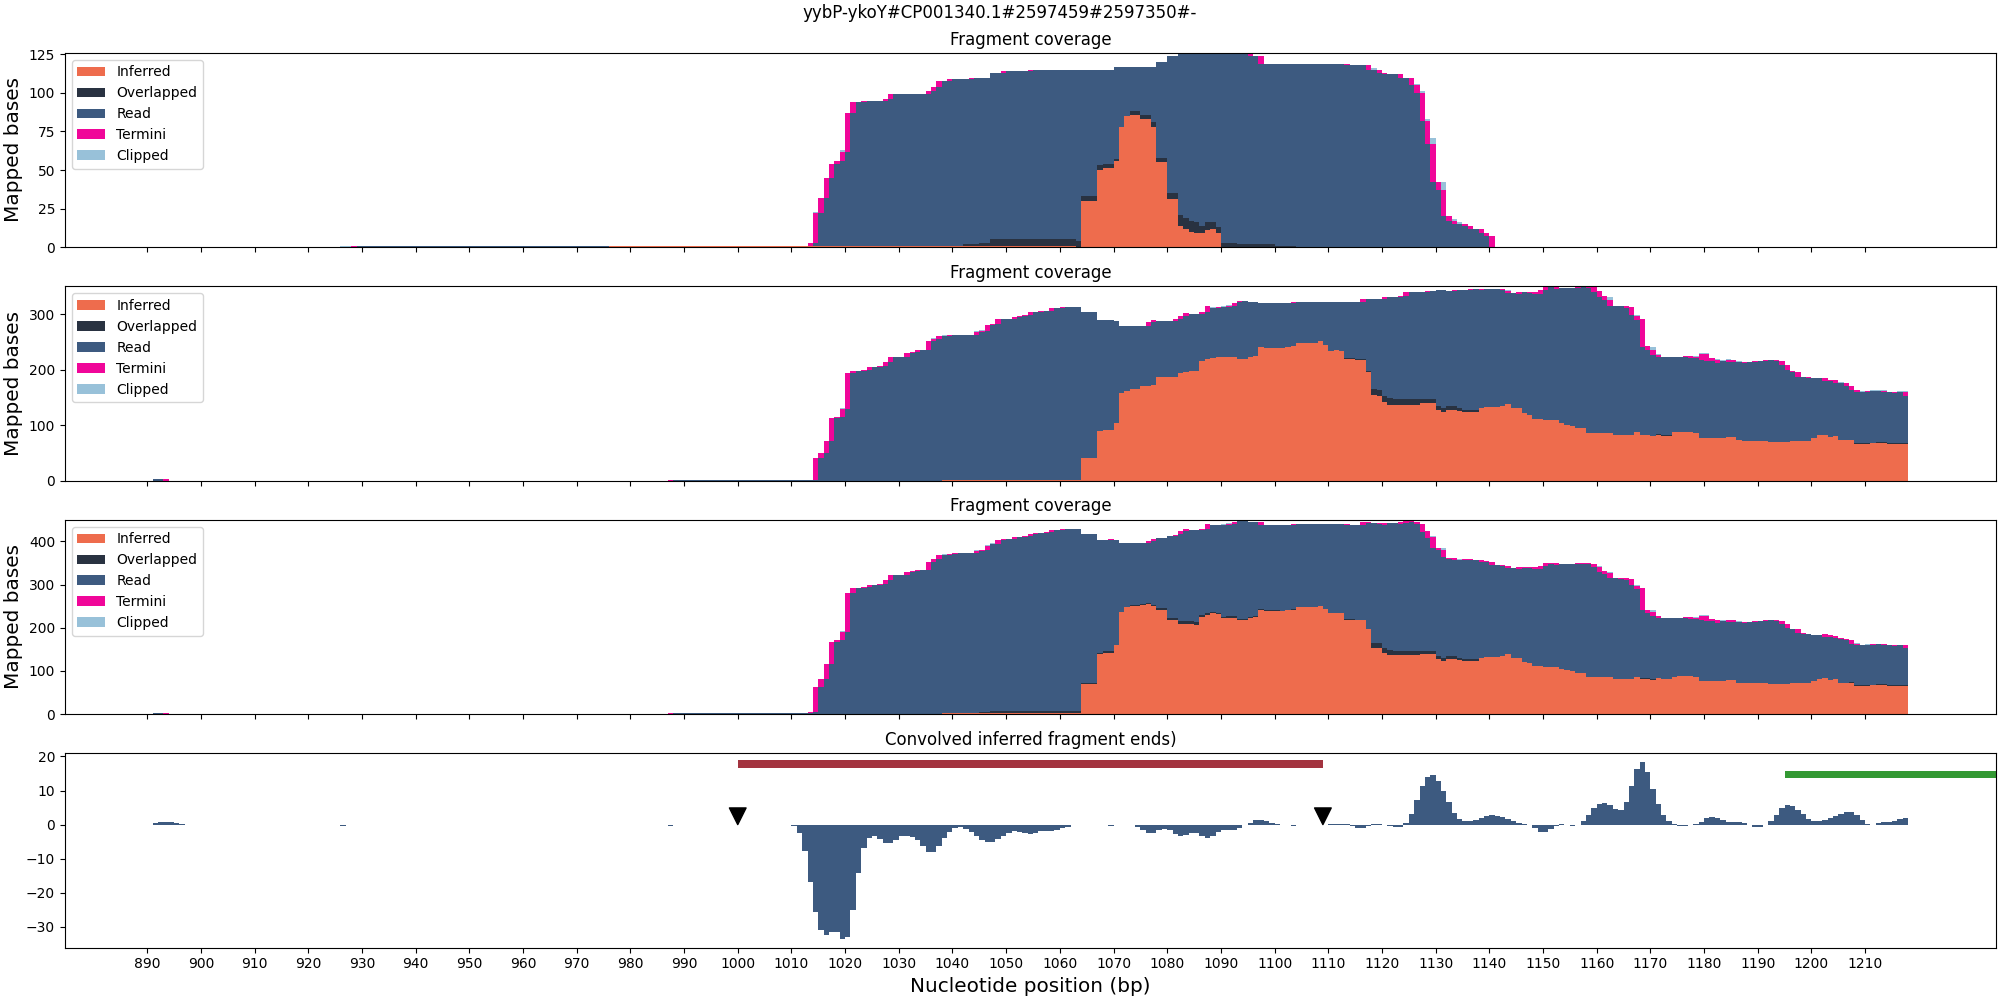 yybP-ykoY#CP001340.1#2597459#2597350#-
Fragment coverage
Mapped bases
125
100
75
50
25
0
Inferred
Overlapped
Read
Termini
Clipped
Fragment coverage
Mapped bases
300
200
100
0
Inferred
Overlapped
Read
Termini
Clipped
Fragment coverage
Mapped bases
400
300
200
100
0
Inferred
Overlapped
Read
Termini
Clipped
Convolved inferred fragment ends)
20
10
0
−10
−20
−30
890 900 910 920 930 940 950 960 970 980 990 1000 1010 1020 1030 1040 1050 1060 1070 1080 1090 1100 1110 1120 1130 1140 1150 1160 1170 1180 1190 1200 1210
Nucleotide position (bp)